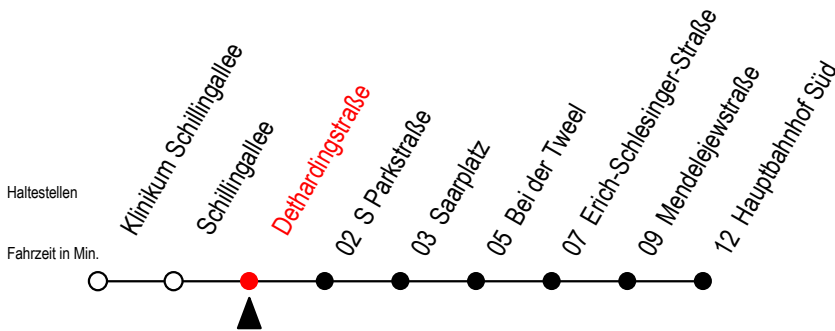 Haltestellen
Fahrzeit in Min.
Klinikum Schillingallee
Schillingallee
Dethardingstraße
02 S Parkstraße
03 Saarplatz
05 Bei der Tweel
07 Erich-Schlesinger-Straße
09 Mendelejewstraße
12 Hauptbahnhof Süd